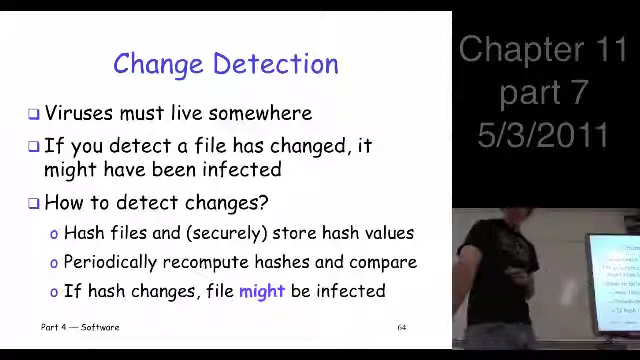 Change Detection
Viruses must live somewhere
If you detect a file has changed, it
might have been infected
How to detect changes?
Hash files and (securely) store hash values
Periodically recompute hashes and compare
If hash changes, file might be infected
Part 4 — Software
64
Chapter 11
part 7
5/3/2011